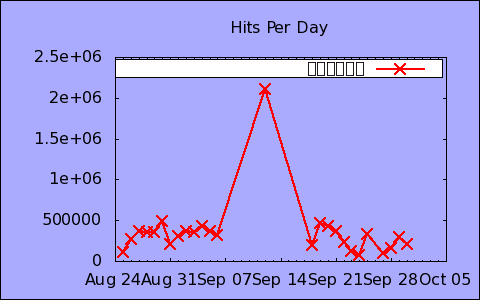 Hits Per Day
2.5e+06
2e+06
1.5e+06
1e+06
500000
0
Aug 24 Aug 31 Sep 07 Sep 14 Sep 21 Sep 28 Oct 05